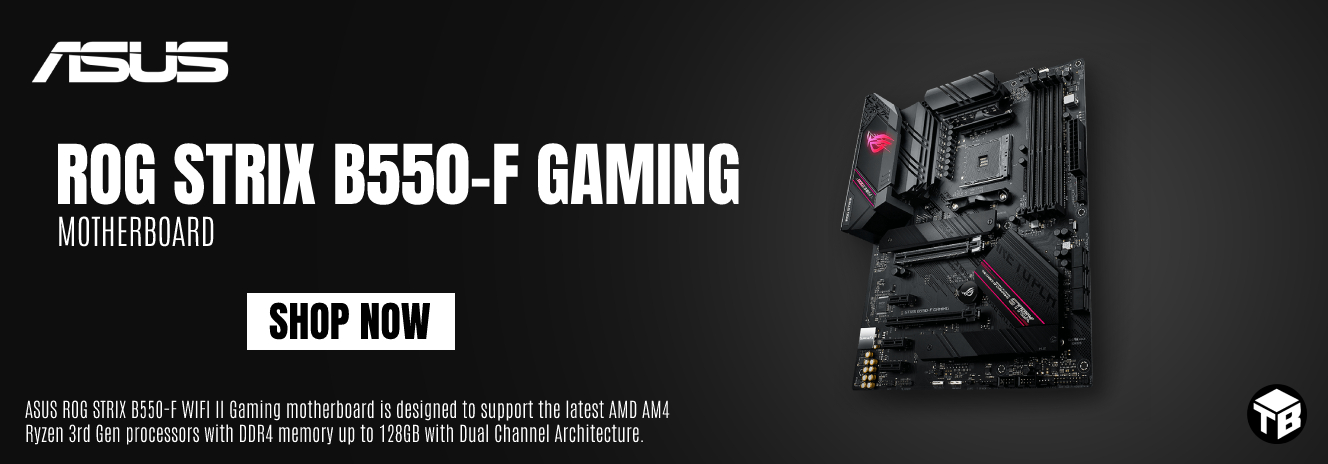 ASUS
ROG STRIX B550-F GAMING
MOTHERBOARD
SHOP NOW
ASUS ROG STRIX B550-F WIFI II Gaming motherboard is designed to support the latest AMD AM4
Ryzen 3rd Gen processors with DDR4 memory up to 128GB with Dual Channel Architecture.
TB